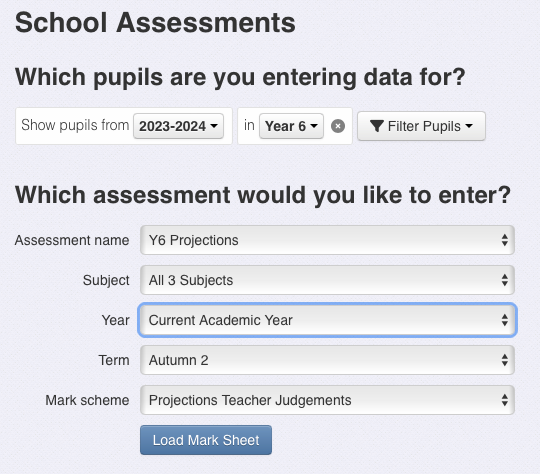 School Assessments
Which pupils are you entering data for?
Show pupils from 2023-2024 in Year 6 Filter Pupils
Which assessment would you like to enter?
Assessment name Y6 Projections
Subject All 3 Subjects
Year Current Academic Year
Term Autumn 2
Mark scheme Projections Teacher Judgements
Load Mark Sheet